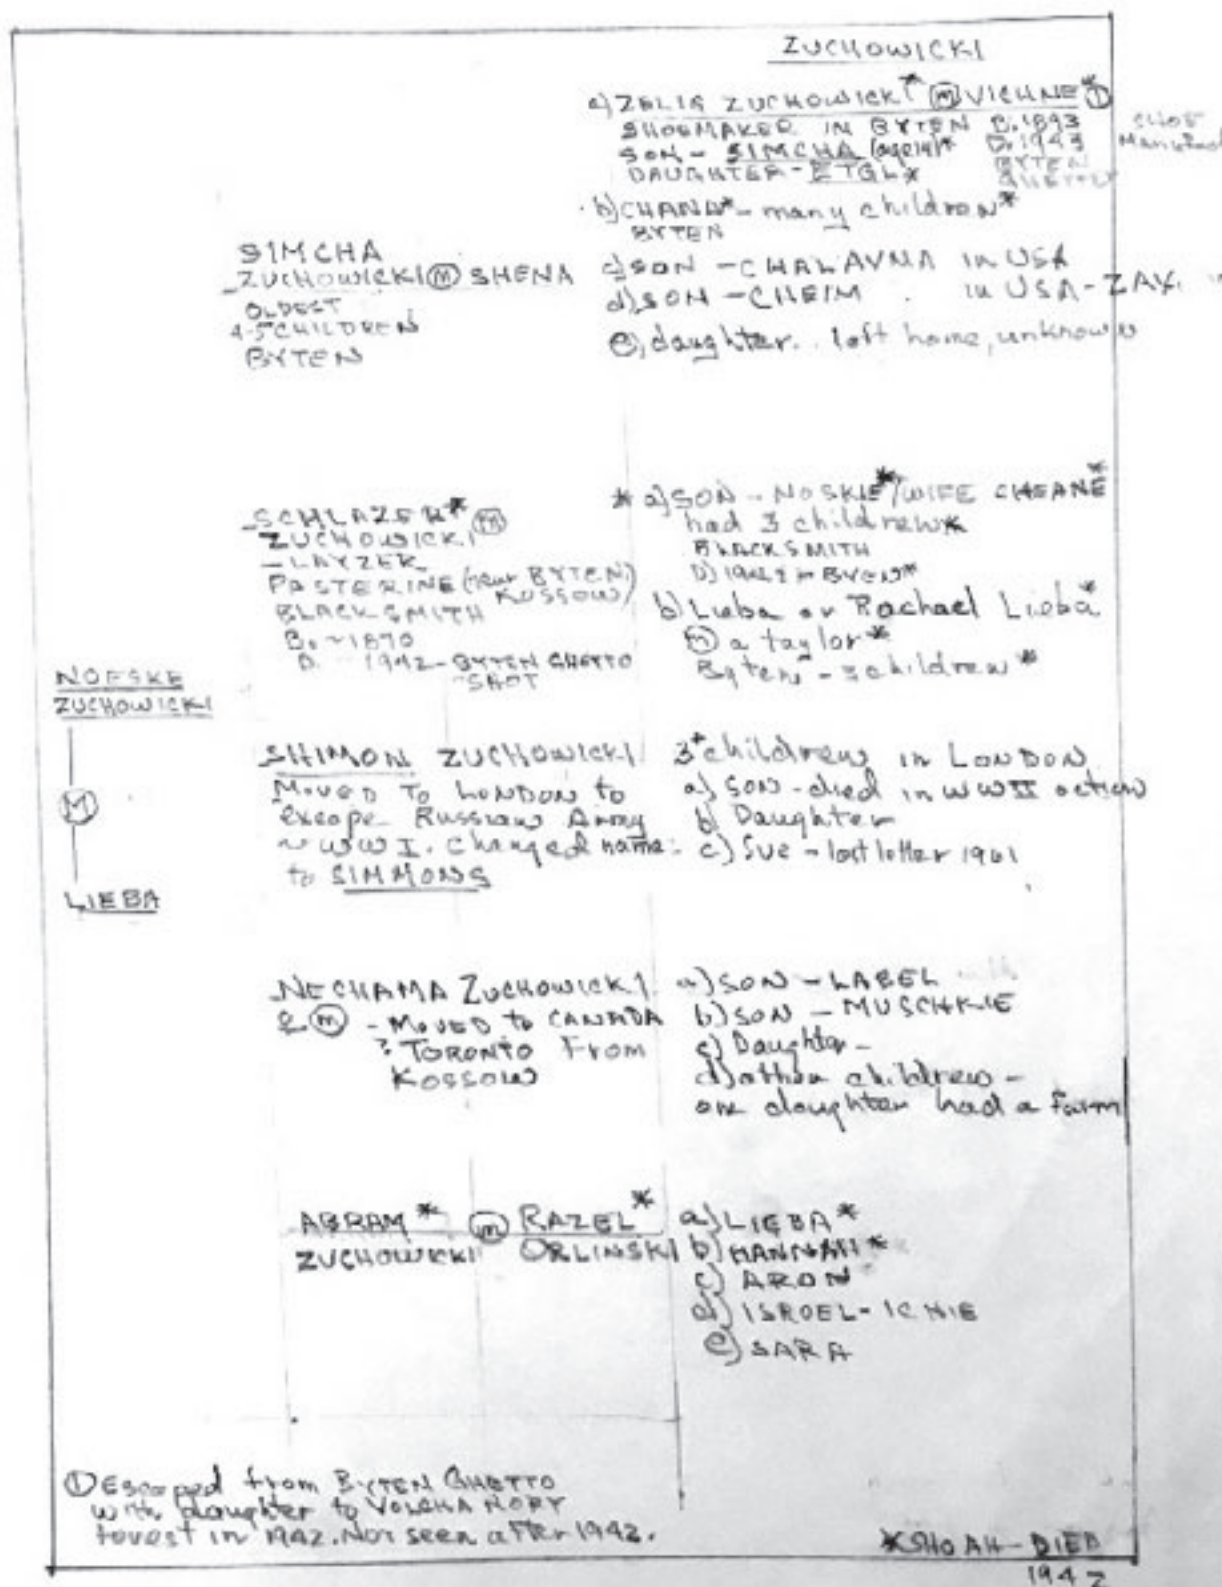 ZUCHOWICKI
a) ZELIG ZUCHOWICKI* (M) VICHNE* ①
SHOEMAKER IN BYTEN B. 1893
SON - SIMCHA (age 14)* D. 1943
DAUGHTER - ETGL* BYTEN
GHETTO
SHOE
b) CHANA* - many children*
BYTEN
SIMCHA
ZUCHOWICKI (M) SHENA
OLDEST
4-5 CHILDREN
BYTEN
c) SON - CHALAVNA in USA
d) SON - CHEIM. in USA - ZAX.
e) daughter.. left home, unknown
SCHLAZER* (M)
ZUCHOWICKI
- LAYZER
PASTERINE (near BYTEN,
KOSSOW)
BLACKSMITH
B. ~1870
D. 1942 - BYTEN GHETTO
- SHOT
* a) SON - NOSKIE*/WIFE CHEANE*
had 3 children*
BLACKSMITH
b) Lieba or Rachael Lieba*
(M) a taylor*
Byten - 3 children*
NOFSKE
ZUCHOWICKI
(M)
LIEBA
SHIMON ZUCHOWICKI
MOVED TO LONDON to
escape Russian Army
~ WW I. Changed name
to SIMMONS
3* children in LONDON
a) SON - died in WW II action
b) Daughter
c) Sue - last letter 1961
NECHAMA ZUCHOWICKI
& (M) - MOVED to CANADA
? TORONTO From
KOSSOW
a) SON - LABEL
b) SON - MUSCHKIE
c) Daughter -
d) other children -
one daughter had a farm
ABRAM* (M) RAZEL*
ZUCHOWICKI ORLINSKI
a) LIEBA*
b) HANNAH*
c) ARON
d) ISROEL - ICNIE
e) SARA
① Escaped from BYTEN GHETTO
with daughter to VOLCHA NORY
forest in 1942. Not seen after 1942.
*SHOAH - DIED
1942